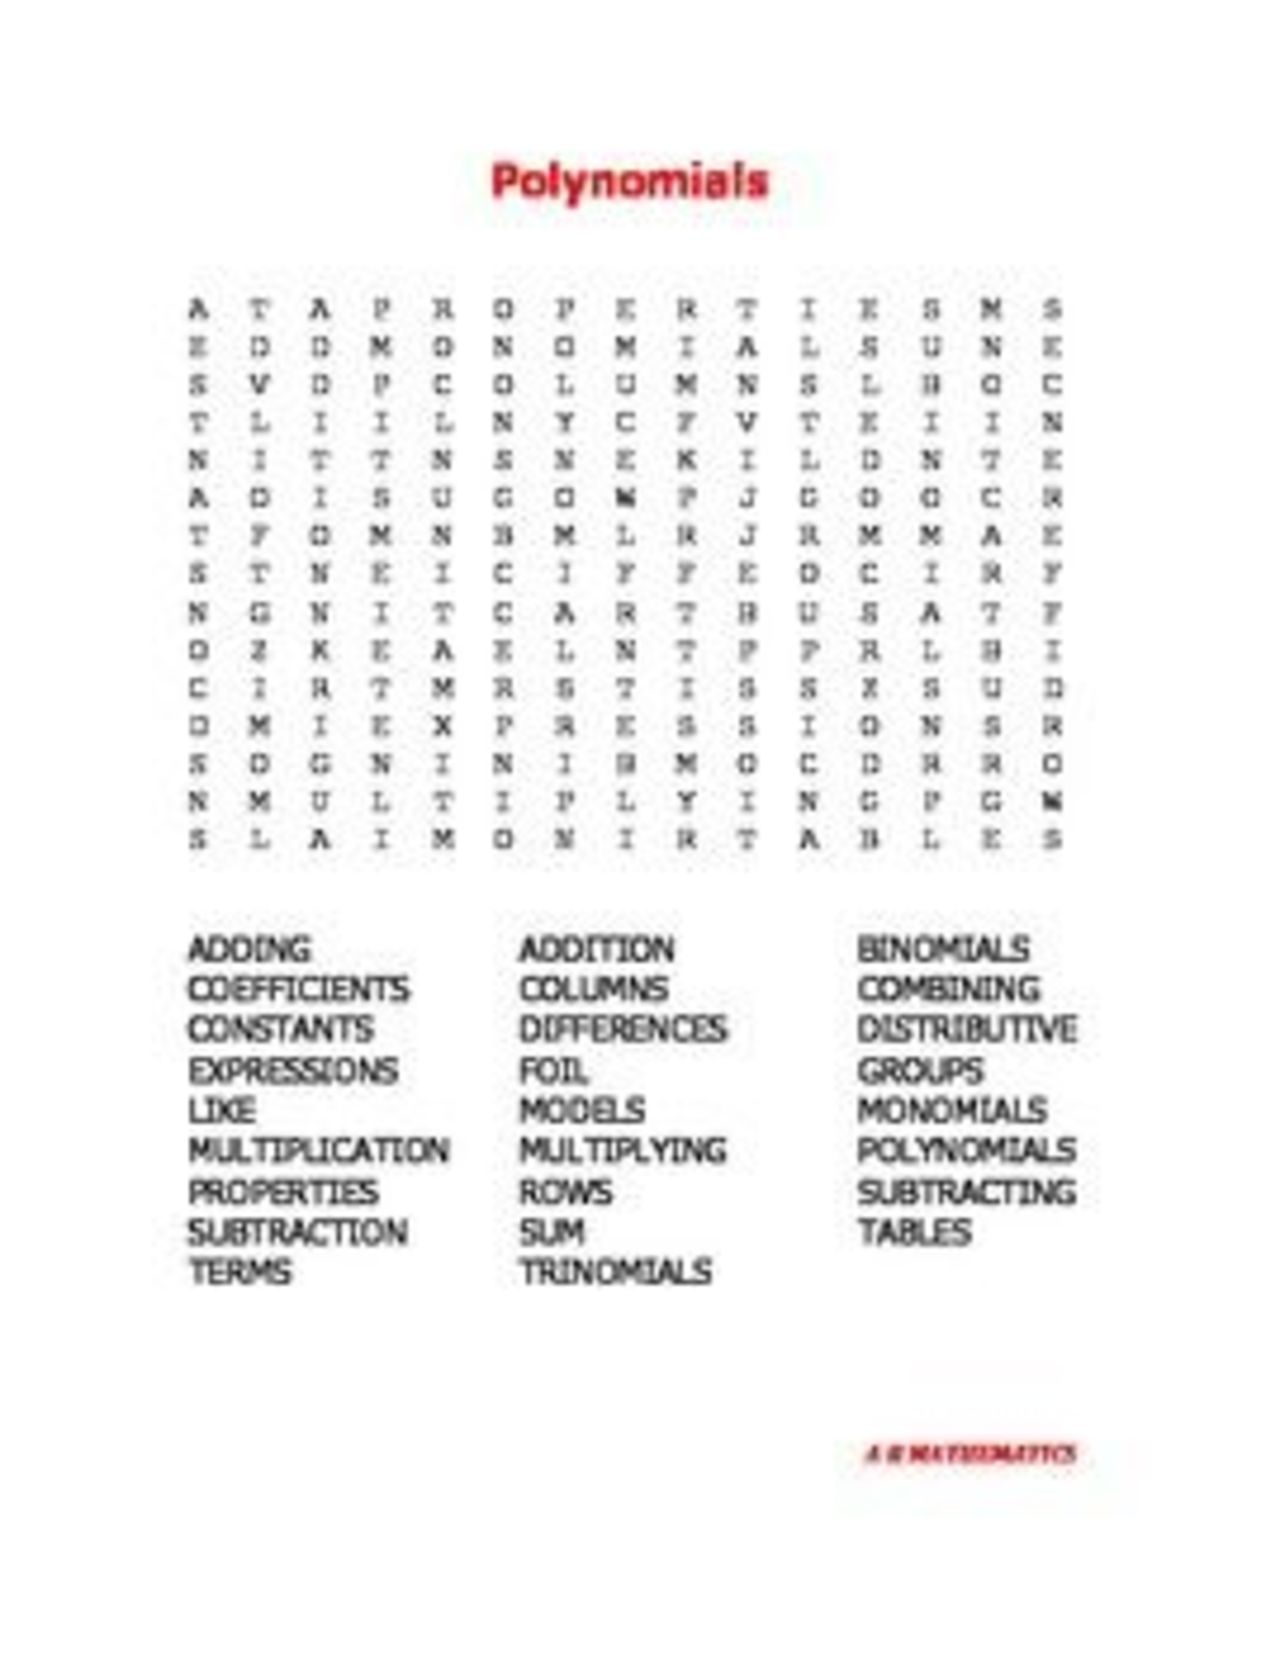 Polynomials
A T A P R O P E R T I E S M S
E D D M O N O M I A L S U N E
S V D P C O L U M N S L B O C
T L I I L N Y C F V T E I I N
N I T T N S N E K I L D N T E
A O I S U G O W P J G O O C R
T F O M N B M L R J R M M A E
S T N E I C I F F E O C I R F
N G N I T C A R T B U S A T F
O Z K E A E L N T P P R L B I
C I R T M R S T I S S Z S U D
O M I E X P R E S S I O N S R
S O G N I N I B M O C D R R O
N M U L T I P L Y I N G P G W
S L A I M O N I R T A B L E S
ADDING ADDITION BINOMIALS
COEFFICIENTS COLUMNS COMBINING
CONSTANTS DIFFERENCES DISTRIBUTIVE
EXPRESSIONS FOIL GROUPS
LIKE MODELS MONOMIALS
MULTIPLICATION MULTIPLYING POLYNOMIALS
PROPERTIES ROWS SUBTRACTING
SUBTRACTION SUM TABLES
TERMS TRINOMIALS
MATHEMATICS